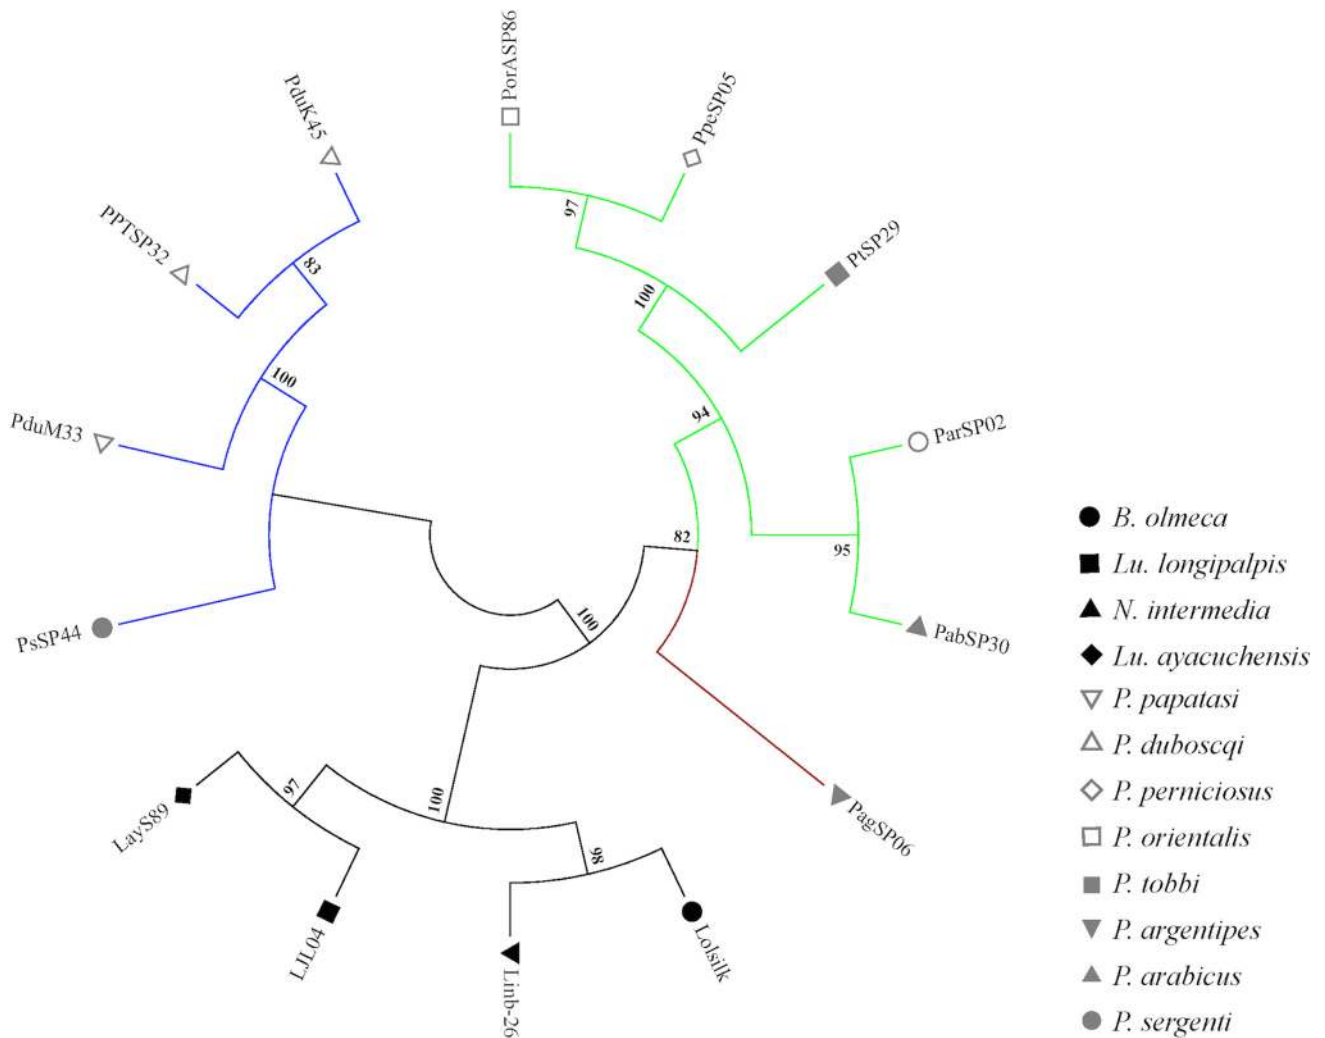 PorASP86
PpeSP05
PduK45
PPTSP32
PtSP29
97
83
100
100
94
PduM33
ParSP02
82
95
PsSP44
100
PabSP30
97
100
98
LayS89
PagSP06
LJL04
Linb-26
Lolsilk
B. olmeca
Lu. longipalpis
N. intermedia
Lu. ayacuchensis
P. papatasi
P. duboscqi
P. perniciosus
P. orientalis
P. tobbi
P. argentipes
P. arabicus
P. sergenti